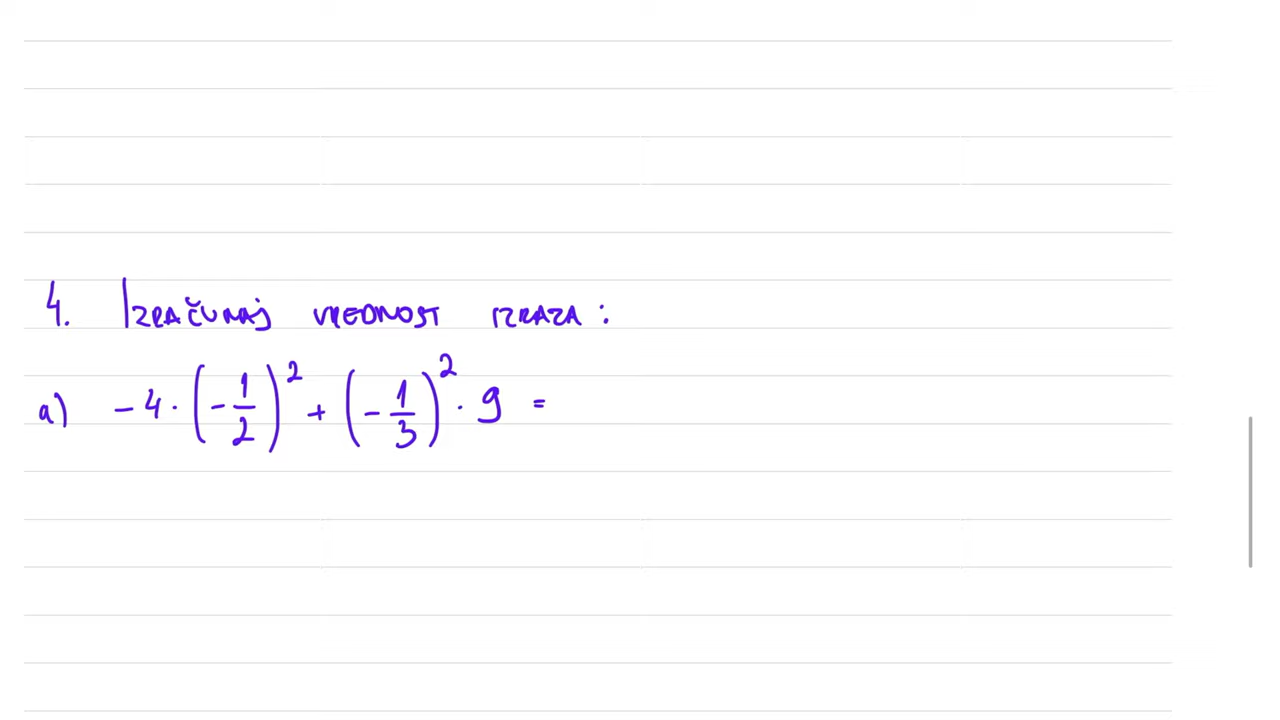 4. Izračunaj vrednost izraza:
a) -4 · (-1/2)² + (-1/3)² · 9 =